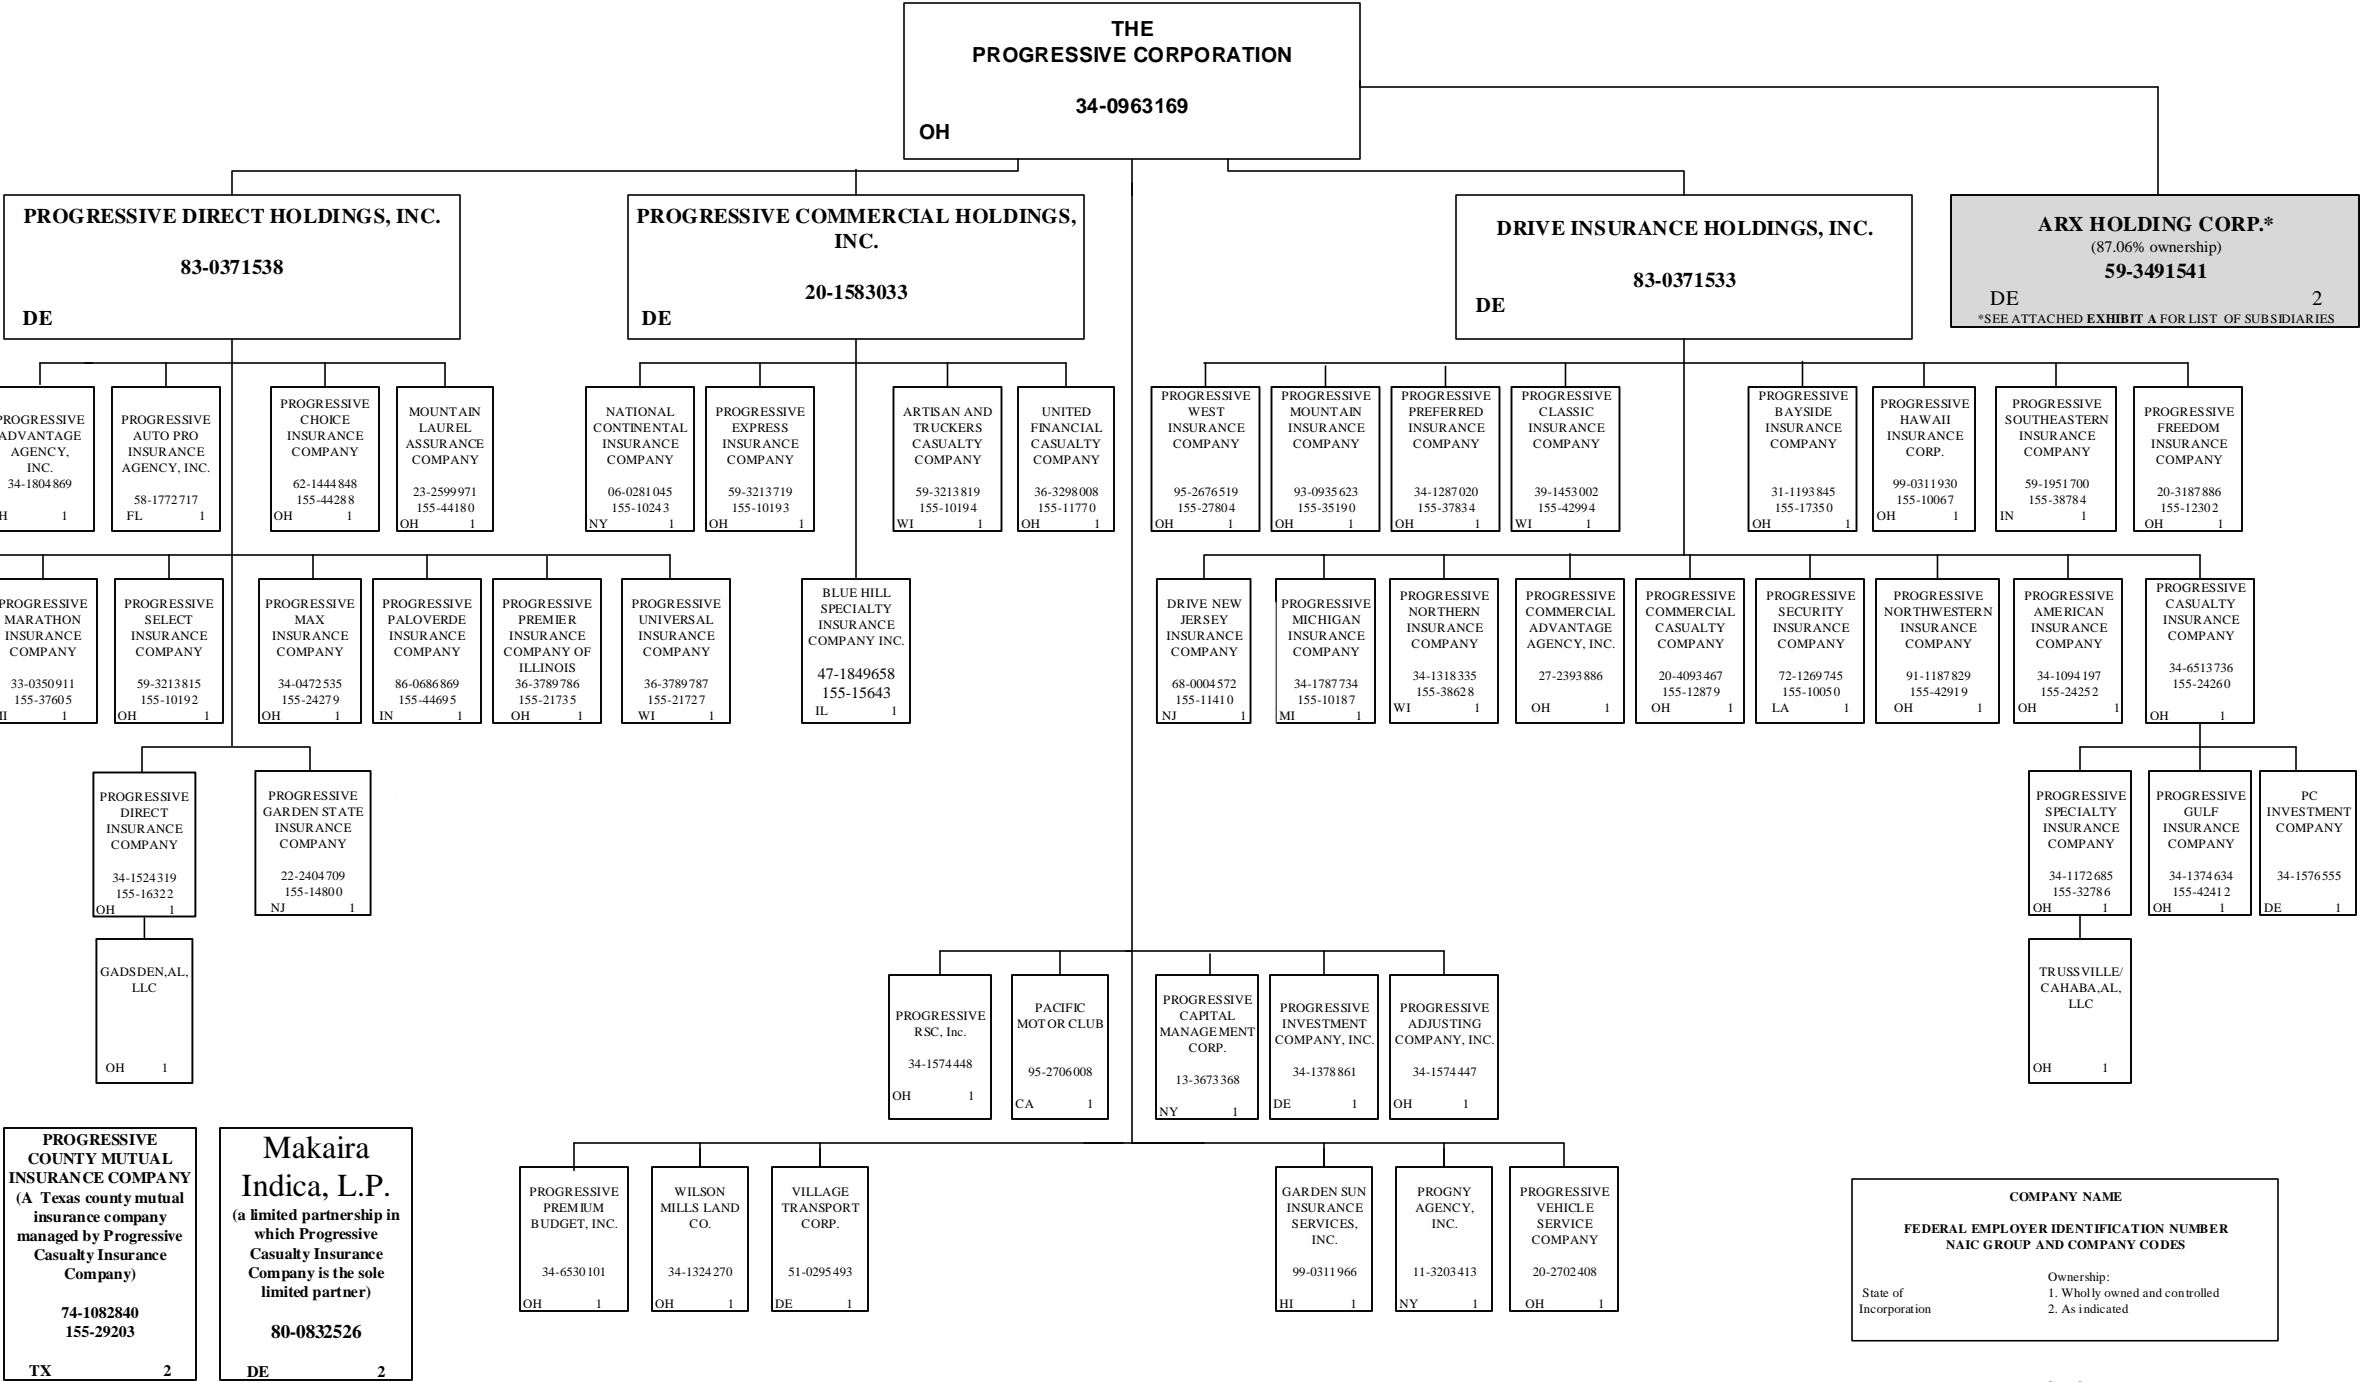 THE
PROGRESSIVE CORPORATION
34-0963169
OH
PROGRESSIVE DIRECT HOLDINGS, INC.
83-0371538
DE
PROGRESSIVE COMMERCIAL HOLDINGS,
INC.
20-1583033
DE
DRIVE INSURANCE HOLDINGS, INC.
83-0371533
DE
ARX HOLDING CORP.*
(87.06% ownership)
59-3491541
DE 2
*SEE ATTACHED EXHIBIT A FOR LIST OF SUBSIDIARIES
PROGRESSIVE
ADVANTAGE
AGENCY,
INC.
34-1804869
H 1
PROGRESSIVE
AUTO PRO
INSURANCE
AGENCY, INC.
58-1772717
FL 1
PROGRESSIVE
CHOICE
INSURANCE
COMPANY
62-1444848
155-44288
OH 1
MOUNTAIN
LAUREL
ASSURANCE
COMPANY
23-2599971
155-44180
OH 1
NATIONAL
CONTINENTAL
INSURANCE
COMPANY
06-0281045
155-10243
NY 1
PROGRESSIVE
EXPRESS
INSURANCE
COMPANY
59-3213719
155-10193
OH 1
ARTISAN AND
TRUCKERS
CASUALTY
COMPANY
59-3213819
155-10194
WI 1
UNITED
FINANCIAL
CASUALTY
COMPANY
36-3298008
155-11770
OH 1
PROGRESSIVE
WEST
INSURANCE
COMPANY
95-2676519
155-27804
OH 1
PROGRESSIVE
MOUNTAIN
INSURANCE
COMPANY
93-0935623
155-35190
OH 1
PROGRESSIVE
PREFERRED
INSURANCE
COMPANY
34-1287020
155-37834
OH 1
PROGRESSIVE
CLASSIC
INSURANCE
COMPANY
39-1453002
155-42994
WI 1
PROGRESSIVE
BAYSIDE
INSURANCE
COMPANY
31-1193845
155-17350
OH 1
PROGRESSIVE
HAWAII
INSURANCE
CORP.
99-0311930
155-10067
OH 1
PROGRESSIVE
SOUTHEASTERN
INSURANCE
COMPANY
59-1951700
155-38784
IN 1
PROGRESSIVE
FREEDOM
INSURANCE
COMPANY
20-3187886
155-12302
OH 1
PROGRESSIVE
MARATHON
INSURANCE
COMPANY
33-0350911
155-37605
MI 1
PROGRESSIVE
SELECT
INSURANCE
COMPANY
59-3213815
155-10192
OH 1
PROGRESSIVE
MAX
INSURANCE
COMPANY
34-0472535
155-24279
OH 1
PROGRESSIVE
PALOVERDE
INSURANCE
COMPANY
86-0686869
155-44695
IN 1
PROGRESSIVE
PREMIER
INSURANCE
COMPANY OF
ILLINOIS
36-3789786
155-21735
OH 1
PROGRESSIVE
UNIVERSAL
INSURANCE
COMPANY
36-3789787
155-21727
WI 1
BLUE HILL
SPECIALTY
INSURANCE
COMPANY INC.
47-1849658
155-15643
IL 1
DRIVE NEW
JERSEY
INSURANCE
COMPANY
68-0004572
155-11410
NJ 1
PROGRESSIVE
MICHIGAN
INSURANCE
COMPANY
34-1787734
155-10187
MI 1
PROGRESSIVE
NORTHERN
INSURANCE
COMPANY
34-1318335
155-38628
WI 1
PROGRESSIVE
COMMERCIAL
ADVANTAGE
AGENCY, INC.
27-2393886
OH 1
PROGRESSIVE
COMMERCIAL
CASUALTY
COMPANY
20-4093467
155-12879
OH 1
PROGRESSIVE
SECURITY
INSURANCE
COMPANY
72-1269745
155-10050
LA 1
PROGRESSIVE
NORTHWESTERN
INSURANCE
COMPANY
91-1187829
155-42919
OH 1
PROGRESSIVE
AMERICAN
INSURANCE
COMPANY
34-1094197
155-24252
OH 1
PROGRESSIVE
CASUALTY
INSURANCE
COMPANY
34-6513736
155-24260
OH 1
PROGRESSIVE
DIRECT
INSURANCE
COMPANY
34-1524319
155-16322
OH 1
PROGRESSIVE
GARDEN STATE
INSURANCE
COMPANY
22-2404709
155-14800
NJ 1
PROGRESSIVE
SPECIALTY
INSURANCE
COMPANY
34-1172685
155-32786
OH 1
PROGRESSIVE
GULF
INSURANCE
COMPANY
34-1374634
155-42412
OH 1
PC
INVESTMENT
COMPANY
34-1576555
DE 1
GADSDEN,AL,
LLC
OH 1
PROGRESSIVE
RSC, Inc.
34-1574448
OH 1
PACIFIC
MOTOR CLUB
95-2706008
CA 1
PROGRESSIVE
CAPITAL
MANAGEMENT
CORP.
13-3673368
NY 1
PROGRESSIVE
INVESTMENT
COMPANY, INC.
34-1378861
DE 1
PROGRESSIVE
ADJUSTING
COMPANY, INC.
34-1574447
OH 1
TRUSSVILLE/
CAHABA,AL,
LLC
OH 1
PROGRESSIVE
COUNTY MUTUAL
INSURANCE COMPANY
(A Texas county mutual
insurance company
managed by Progressive
Casualty Insurance
Company)
74-1082840
155-29203
TX 2
Makaira
Indica, L.P.
(a limited partnership in
which Progressive
Casualty Insurance
Company is the sole
limited partner)
80-0832526
DE 2
PROGRESSIVE
PREMIUM
BUDGET, INC.
34-6530101
OH 1
WILSON
MILLS LAND
CO.
34-1324270
OH 1
VILLAGE
TRANSPORT
CORP.
51-0295493
DE 1
GARDEN SUN
INSURANCE
SERVICES,
INC.
99-0311966
HI 1
PROGNY
AGENCY,
INC.
11-3203413
NY 1
PROGRESSIVE
VEHICLE
SERVICE
COMPANY
20-2702408
OH 1
COMPANY NAME
FEDERAL EMPLOYER IDENTIFICATION NUMBER
NAIC GROUP AND COMPANY CODES
Ownership:
State of 1. Wholly owned and controlled
Incorporation 2. As indicated